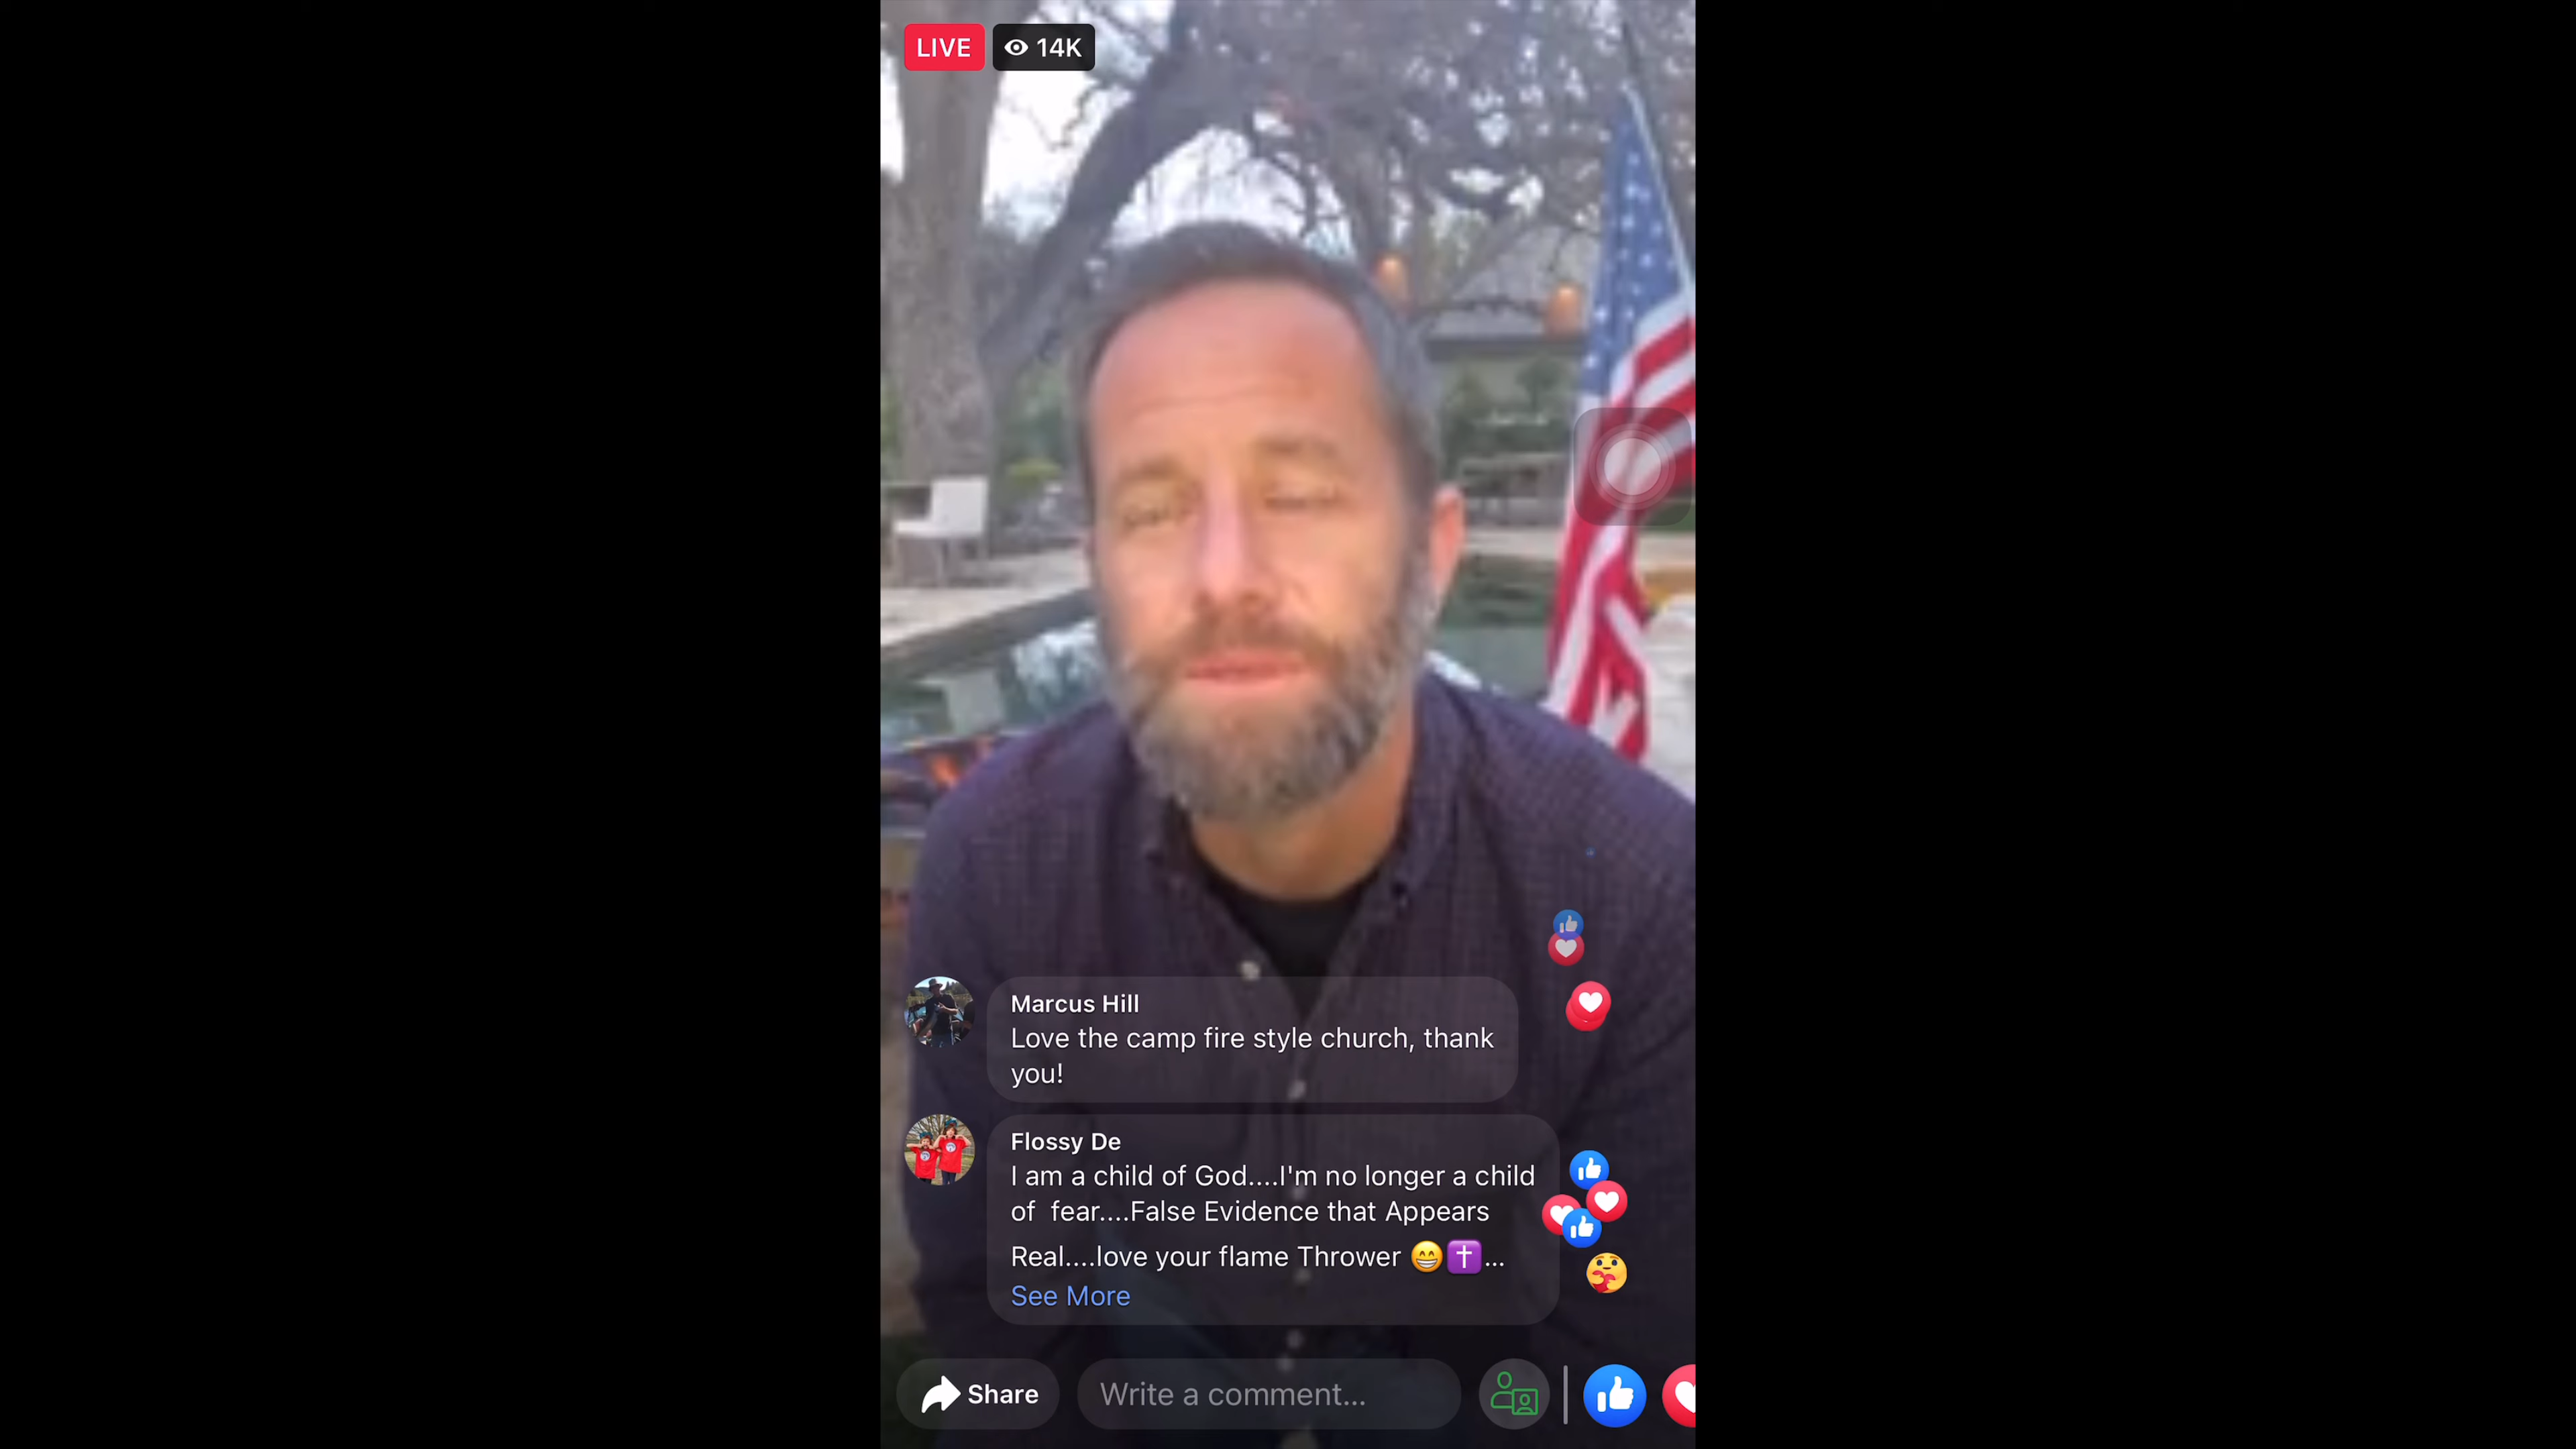 LIVE 14K
Marcus Hill
Love the camp fire style church, thank
you!
Flossy De
I am a child of God....I'm no longer a child
of  fear....False Evidence that Appears
Real....love your flame Thrower 😁✝️...
See More
Share Write a comment...